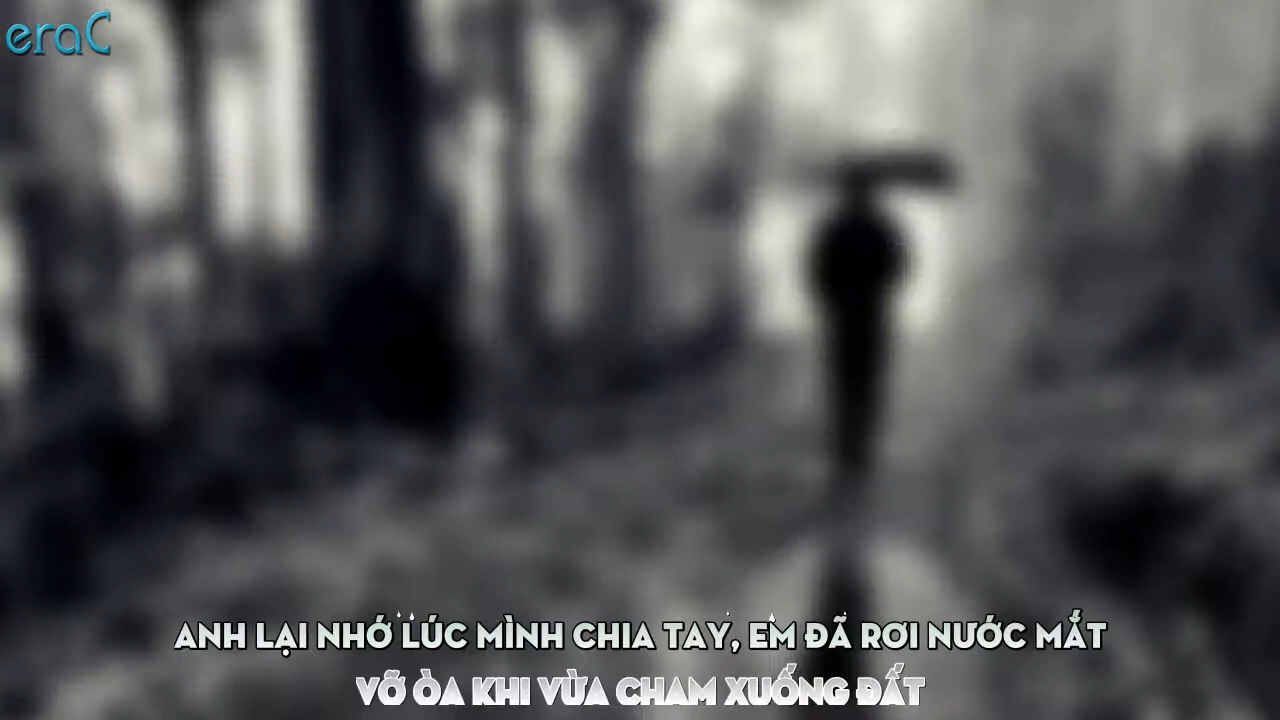 eraC
ANH LẠI NHỚ LÚC MÌNH CHIA TAY, EM ĐÃ RƠI NƯỚC MẮT
VỠ ÒA KHI VỪA CHAM XUỐNG ĐẤT